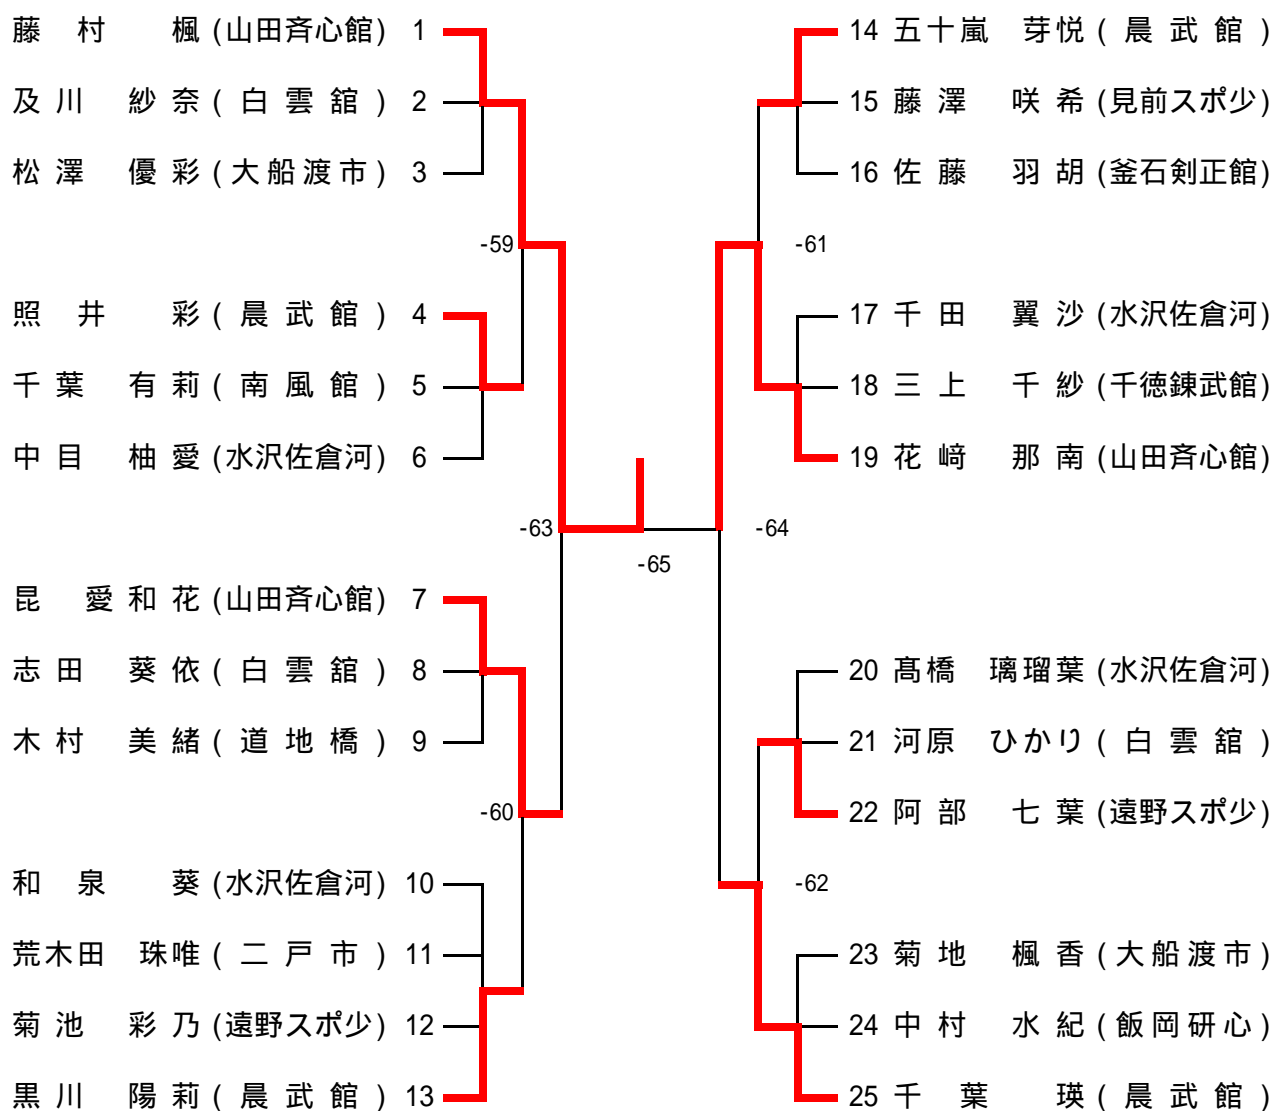 藤村 楓 (山田斉心館) 1
及川 紗奈 (白雲舘) 2
松澤 優彩 (大船渡市) 3
-59
照井 彩 (晨武館) 4
千葉 有莉 (南風館) 5
中目 柚愛 (水沢佐倉河) 6
-63
昆 愛和花 (山田斉心館) 7
志田 葵依 (白雲舘) 8
木村 美緒 (道地橋) 9
-60
和泉 葵 (水沢佐倉河) 10
荒木田 珠唯 (二戸市) 11
菊池 彩乃 (遠野スポ少) 12
黒川 陽莉 (晨武館) 13
-65
14 五十嵐 芽悦 (晨武館)
15 藤澤 咲希 (見前スポ少)
16 佐藤 羽胡 (釜石剣正館)
-61
17 千田 翼沙 (水沢佐倉河)
18 三上 千紗 (千徳錬武館)
19 花﨑 那南 (山田斉心館)
-64
20 髙橋 璃瑠葉 (水沢佐倉河)
21 河原 ひかり (白雲舘)
22 阿部 七葉 (遠野スポ少)
-62
23 菊地 楓香 (大船渡市)
24 中村 水紀 (飯岡研心)
25 千葉 瑛 (晨武館)